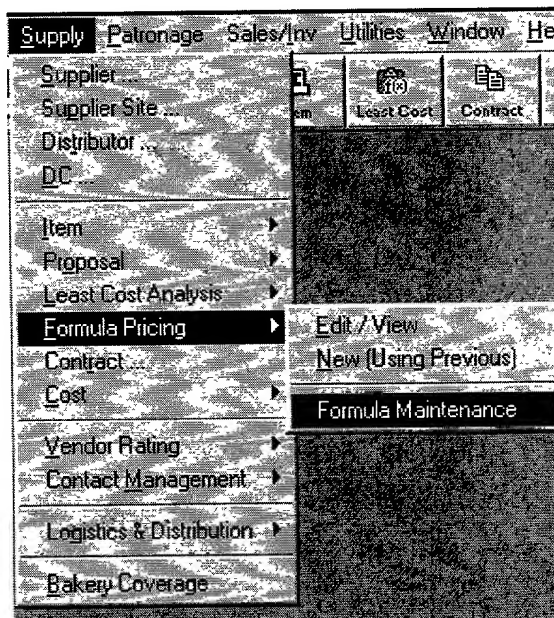 Supply Patronage Sales/Inv Utilities Window He
Supplier ...
Supplier Site ...
Least Cost Contract
Distributor ...
DC ...
Item
Proposal
Least Cost Analysis
Formula Pricing
Edit / View
Contract ...
New (Using Previous)
Cost
Formula Maintenance
Vendor Rating
Contact Management
Logistics & Distribution
Bakery Coverage